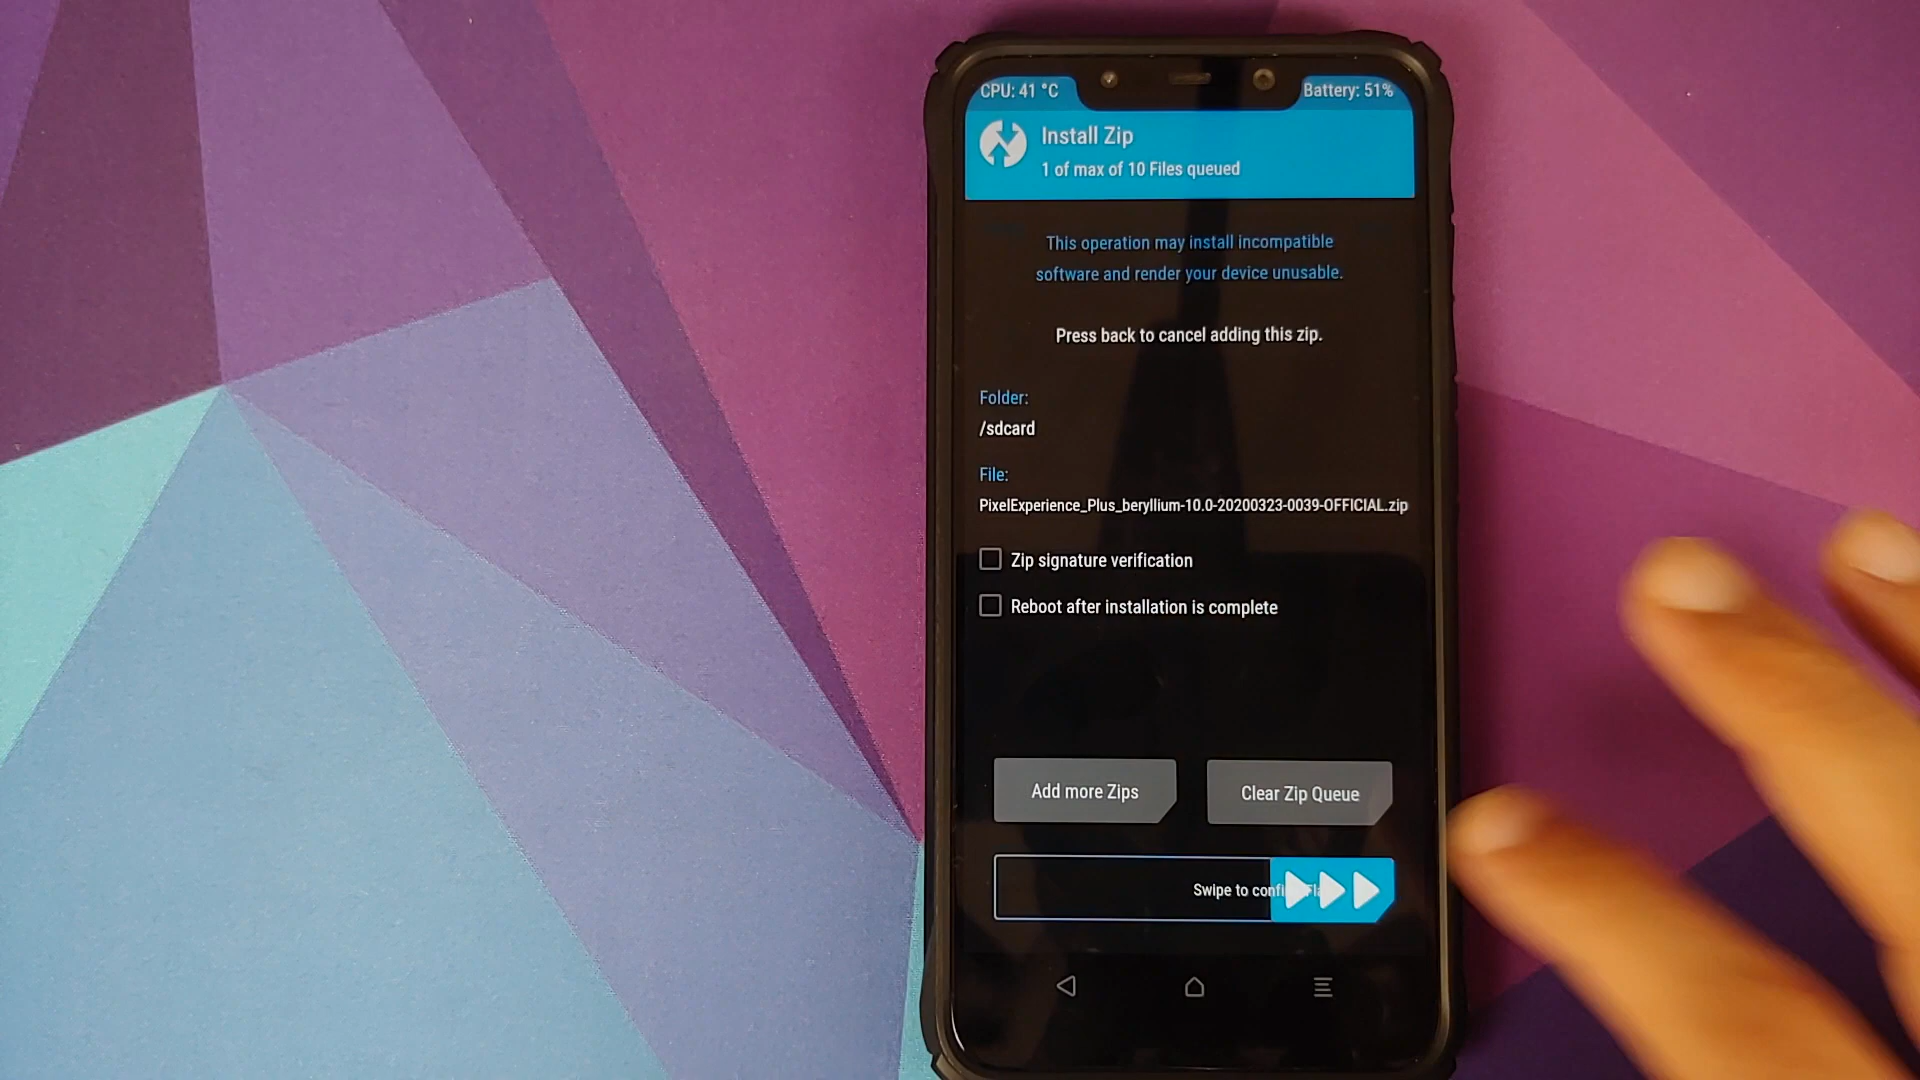 CPU: 41 °C
Battery: 51%
Install Zip
1 of max of 10 Files queued
This operation may install incompatible
software and render your device unusable.
Press back to cancel adding this zip.
Folder:
/sdcard
File:
PixelExperience_Plus_beryllium-10.0-20200323-0039-OFFICIAL.zip
Zip signature verification
Reboot after installation is complete
Add more Zips
Clear Zip Queue
Swipe to